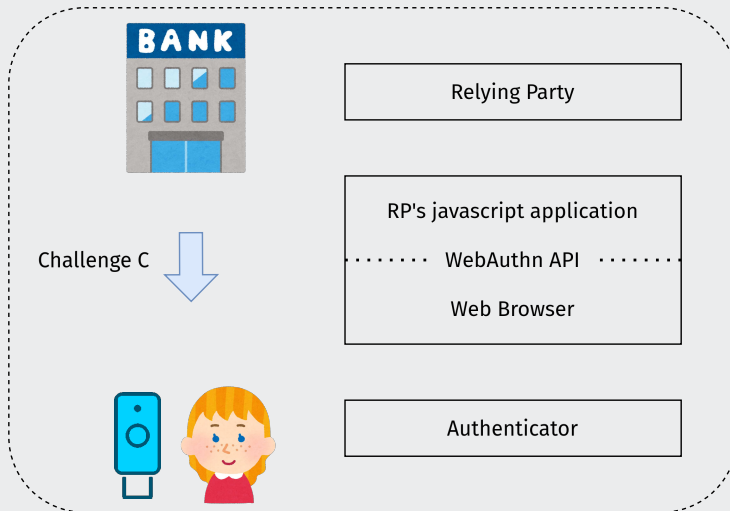 BANK
Relying Party
RP's javascript application
Challenge C
WebAuthn API
Web Browser
Authenticator